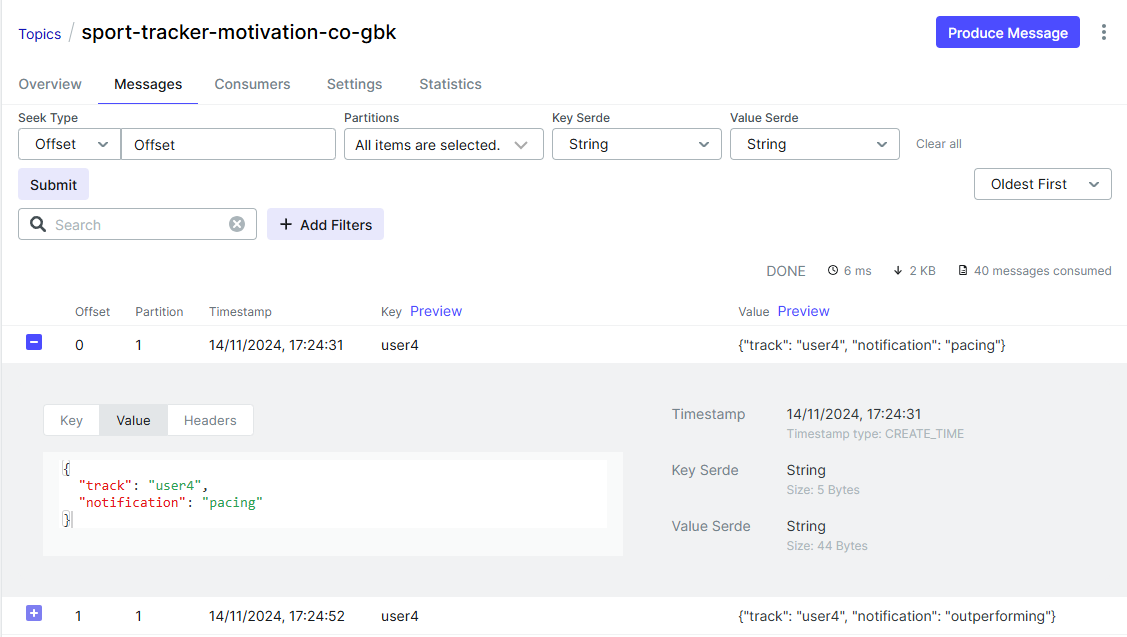 Topics / sport-tracker-motivation-co-gbk
Produce Message
Overview Messages Consumers Settings Statistics
Seek Type Partitions Key Serde Value Serde
Offset Offset All items are selected. String String Clear all
Submit Oldest First
Search + Add Filters
DONE 6 ms 2 KB 40 messages consumed
Offset Partition Timestamp Key Preview Value Preview
0 1 14/11/2024, 17:24:31 user4 {"track": "user4", "notification": "pacing"}
Key Value Headers
{
"track": "user4",
"notification": "pacing"
}
Timestamp 14/11/2024, 17:24:31
Timestamp type: CREATE_TIME
Key Serde String
Size: 5 Bytes
Value Serde String
Size: 44 Bytes
1 1 14/11/2024, 17:24:52 user4 {"track": "user4", "notification": "outperforming"}